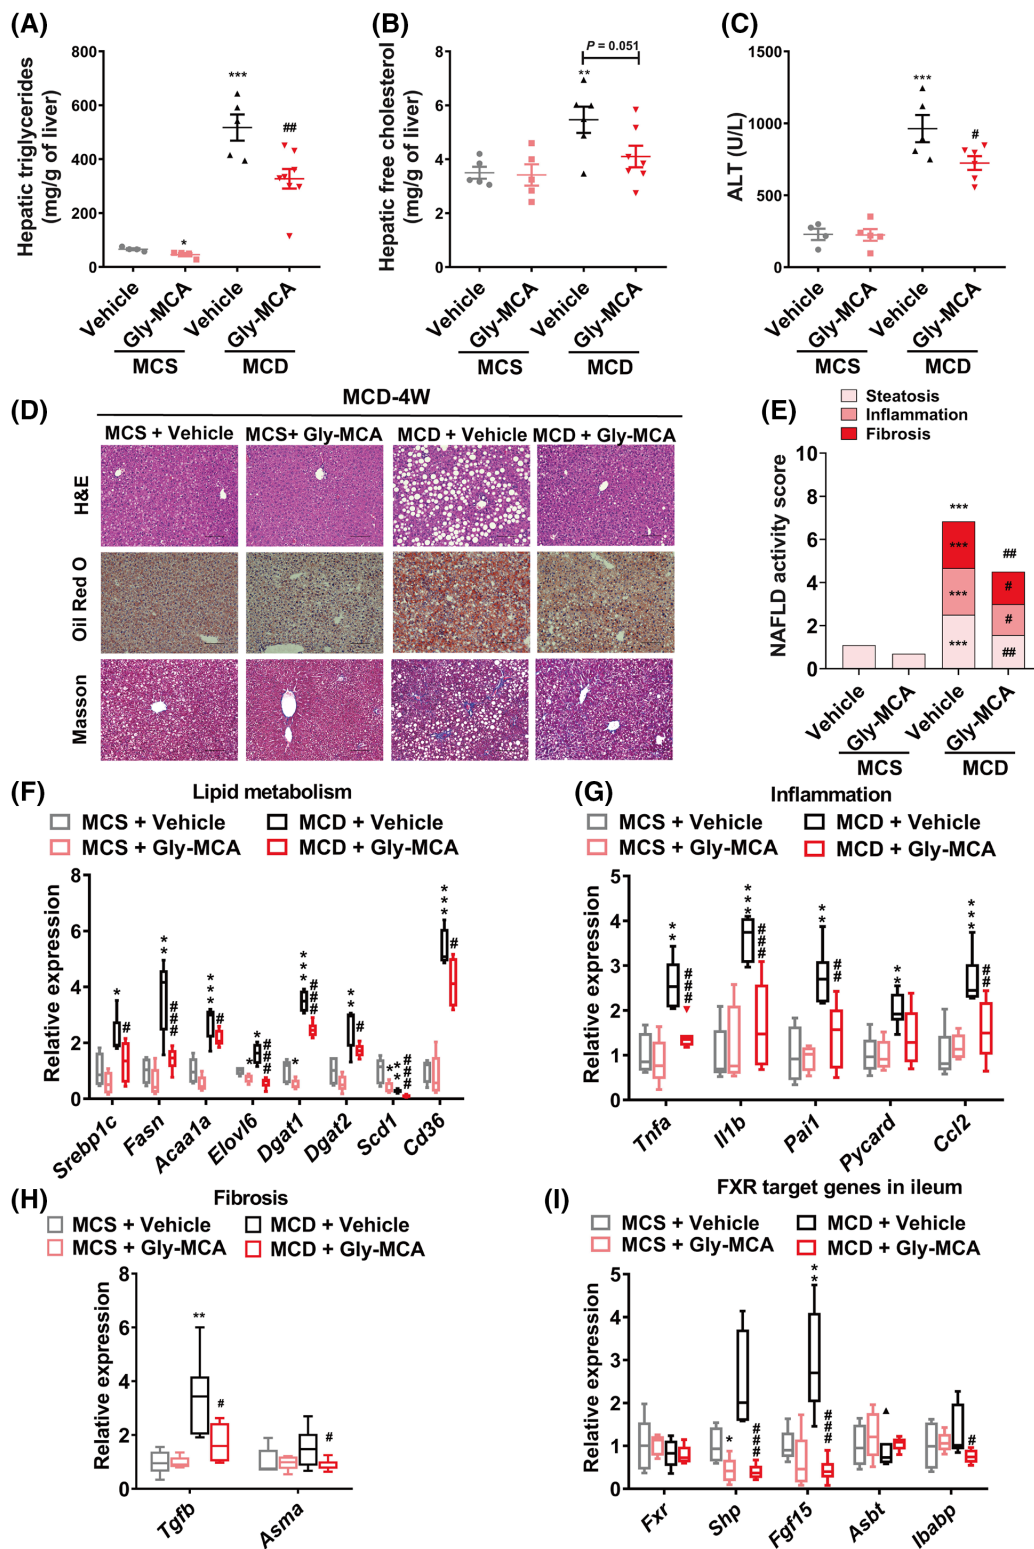 (A)
Hepatic triglycerides
(mg/g of liver)
800
600
400
200
0
*
***
##
Vehicle
Gly-MCA
Vehicle
Gly-MCA
MCS
MCD
(B)
Hepatic free cholesterol
(mg/g of liver)
8
6
4
2
0
**
P = 0.051
Vehicle
Gly-MCA
Vehicle
Gly-MCA
MCS
MCD
(C)
ALT (U/L)
1500
1000
500
0
***
#
Vehicle
Gly-MCA
Vehicle
Gly-MCA
MCS
MCD
(D)
MCD-4W
MCS + Vehicle
MCS+ Gly-MCA
MCD + Vehicle
MCD + Gly-MCA
H&E
Oil Red O
Masson
(E)
Steatosis
Inflammation
Fibrosis
NAFLD activity score
10
8
6
4
2
0
***
***
***
***
##
#
#
##
Vehicle
Gly-MCA
Vehicle
Gly-MCA
MCS
MCD
(F)
Lipid metabolism
MCS + Vehicle
MCD + Vehicle
MCS + Gly-MCA
MCD + Gly-MCA
Relative expression
8
6
4
2
0
*
#
**
###
***
#
*
*
###
*
***
###
**
#
*
**
###
***
#
Srebp1c
Fasn
Acaa1a
Elovl6
Dgat1
Dgat2
Scd1
Cd36
(G)
Inflammation
MCS + Vehicle
MCD + Vehicle
MCS + Gly-MCA
MCD + Gly-MCA
Relative expression
5
4
3
2
1
0
**
###
***
###
**
##
**
***
##
Tnfa
Il1b
Pai1
Pycard
Ccl2
(H)
Fibrosis
MCS + Vehicle
MCD + Vehicle
MCS + Gly-MCA
MCD + Gly-MCA
Relative expression
8
6
4
2
0
**
#
#
Tgfb
Asma
(I)
FXR target genes in ileum
MCS + Vehicle
MCD + Vehicle
MCS + Gly-MCA
MCD + Gly-MCA
Relative expression
5
4
3
2
1
0
*
###
**
###
#
Fxr
Shp
Fgf15
Asbt
Ibabp